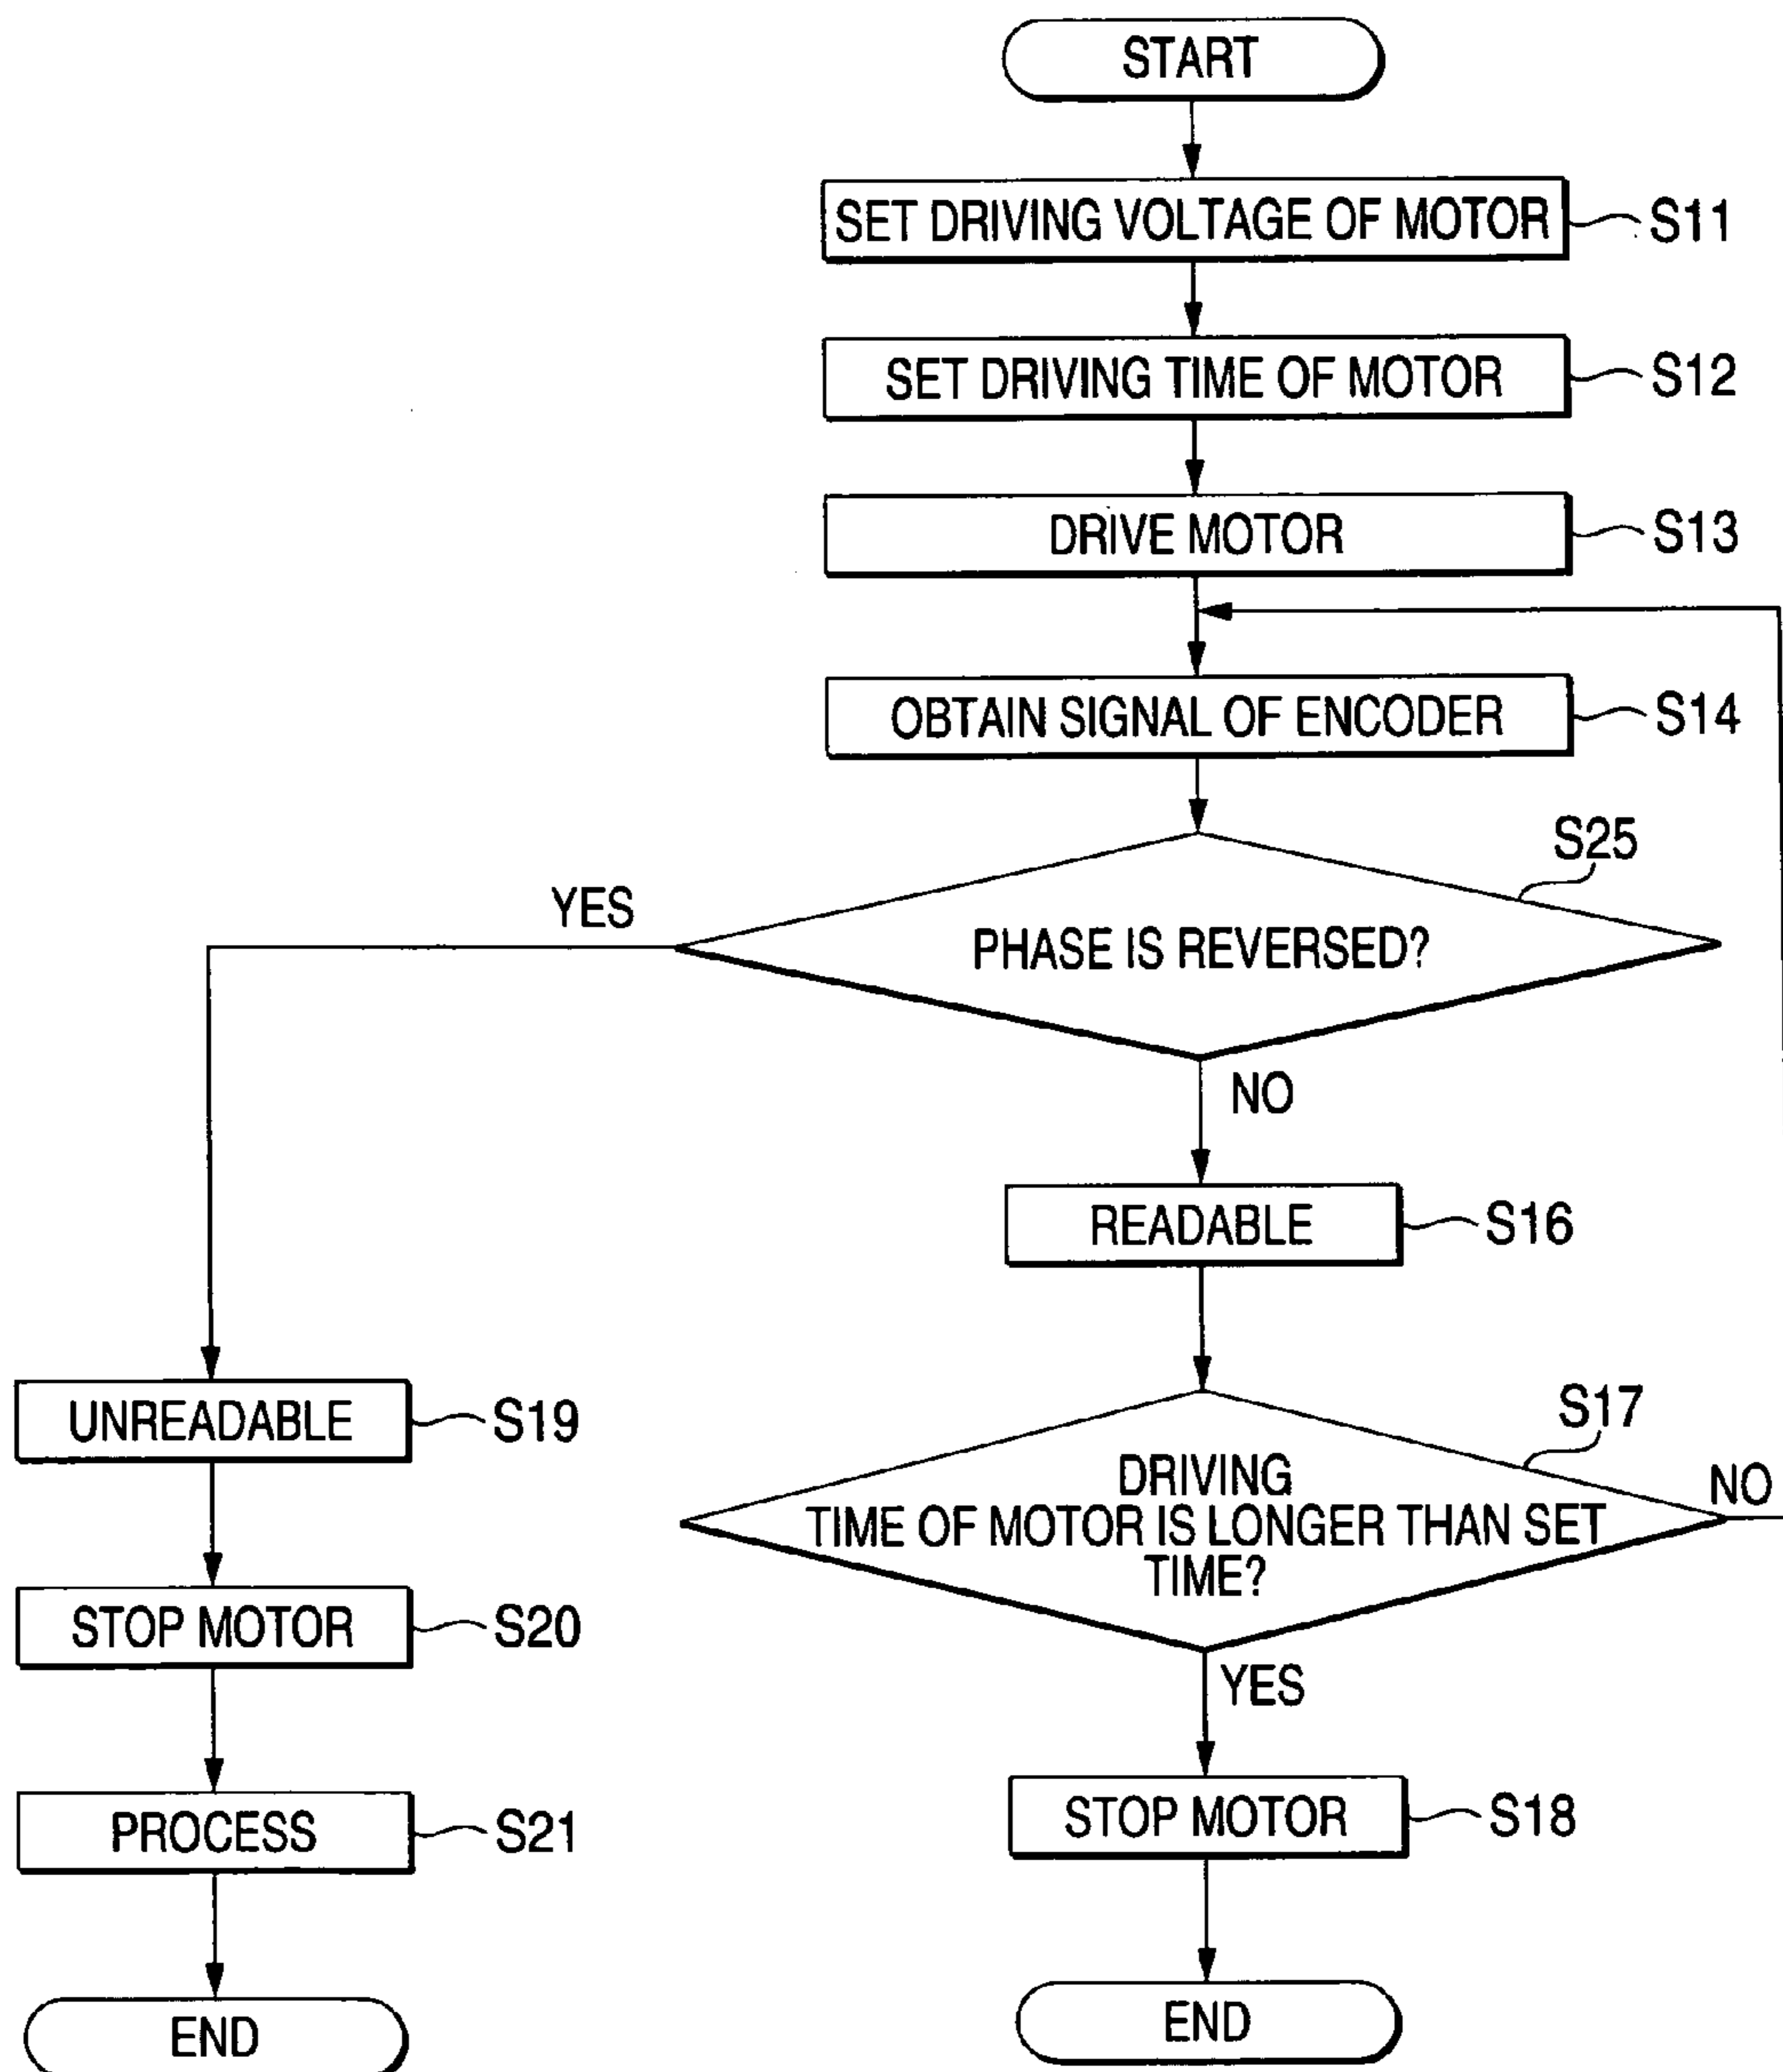 START
SET DRIVING VOLTAGE OF MOTOR
S11
SET DRIVING TIME OF MOTOR
S12
DRIVE MOTOR
S13
OBTAIN SIGNAL OF ENCODER
S14
S25
YES
PHASE IS REVERSED?
NO
READABLE
S16
UNREADABLE
S19
S17
DRIVING
TIME OF MOTOR IS LONGER THAN SET
TIME?
NO
STOP MOTOR
S20
YES
PROCESS
S21
STOP MOTOR
S18
END
END